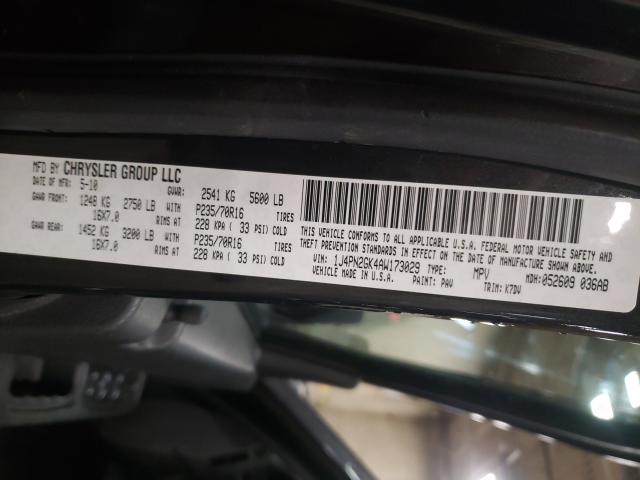 MFD BY CHRYSLER GROUP LLC
DATE OF MFR: 5-10 GVWR: 2541 KG 5600 LB
GAWR FRONT: 1248 KG 2750 LB P235/70R16 TIRES
16X7.0 RIMS AT 228 KPA ( 33 PSI) COLD
GAWR REAR: 1452 KG 3200 LB P235/70R16 TIRES
16X7.0 RIMS AT 228 KPA ( 33 PSI) COLD
THIS VEHICLE CONFORMS TO ALL APPLICABLE U.S.A. FEDERAL MOTOR VEHICLE SAFETY AND
THEFT PREVENTION STANDARDS IN EFFECT ON THE DATE OF MANUFACTURE SHOWN ABOVE.
VIN: 1J4PN2GK4AW173029 TYPE: MPV MDH: 052609 036AB
VEHICLE MADE IN U.S.A. PAINT: PAV TRIM: K7DV